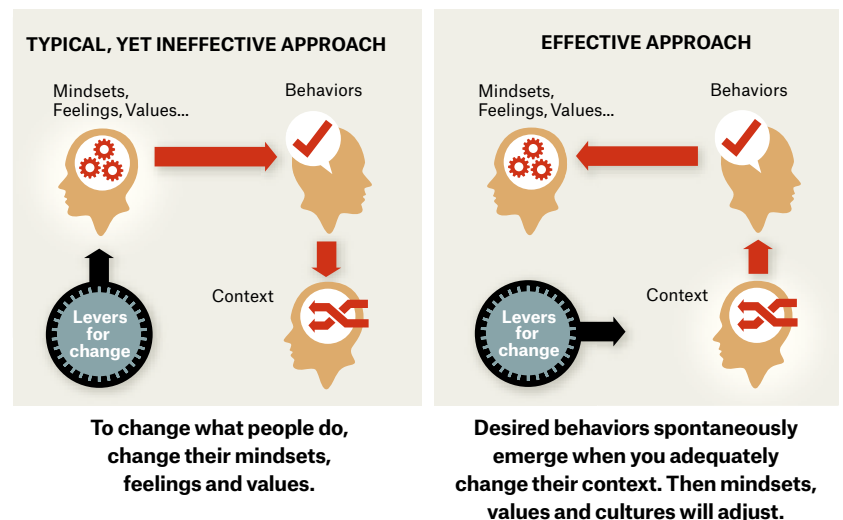 TYPICAL, YET INEFFECTIVE APPROACH
Mindsets,
Feelings, Values...
Behaviors
Context
Levers
for
change
To change what people do,
change their mindsets,
feelings and values.
EFFECTIVE APPROACH
Mindsets,
Feelings, Values...
Behaviors
Context
Levers
for
change
Desired behaviors spontaneously
emerge when you adequately
change their context. Then mindsets,
values and cultures will adjust.